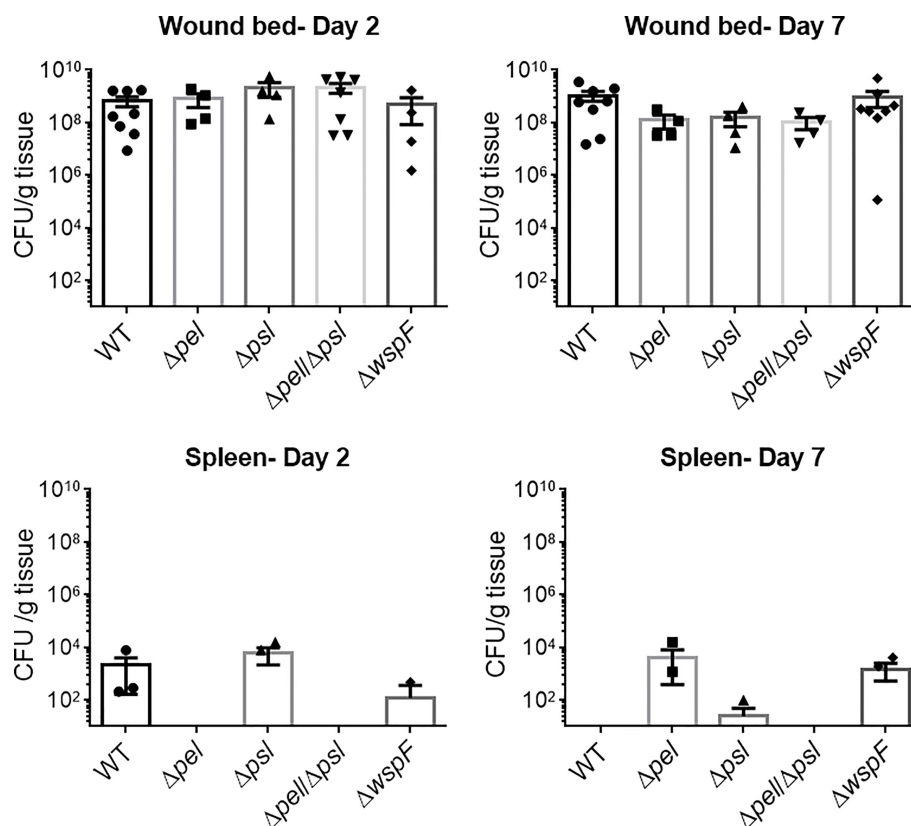 Wound bed- Day 2
CFU/g tissue
10¹⁰
10⁸
10⁶
10⁴
10²
WT
Δpel
Δpsl
Δpel/Δpsl
ΔwspF
Wound bed- Day 7
CFU/g tissue
10¹⁰
10⁸
10⁶
10⁴
10²
WT
Δpel
Δpsl
Δpel/Δpsl
ΔwspF
Spleen- Day 2
CFU /g tissue
10¹⁰
10⁸
10⁶
10⁴
10²
WT
Δpel
Δpsl
Δpel/Δpsl
ΔwspF
Spleen- Day 7
CFU/g tissue
10¹⁰
10⁸
10⁶
10⁴
10²
WT
Δpel
Δpsl
Δpel/Δpsl
ΔwspF